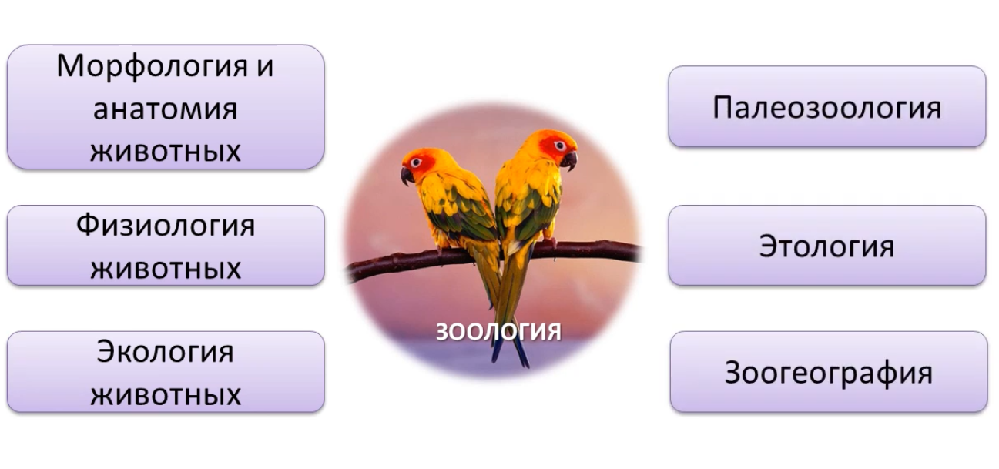 Морфология и
анатомия
животных
Физиология
животных
Экология
животных
зоология
Палеозоология
Этология
Зоогеография